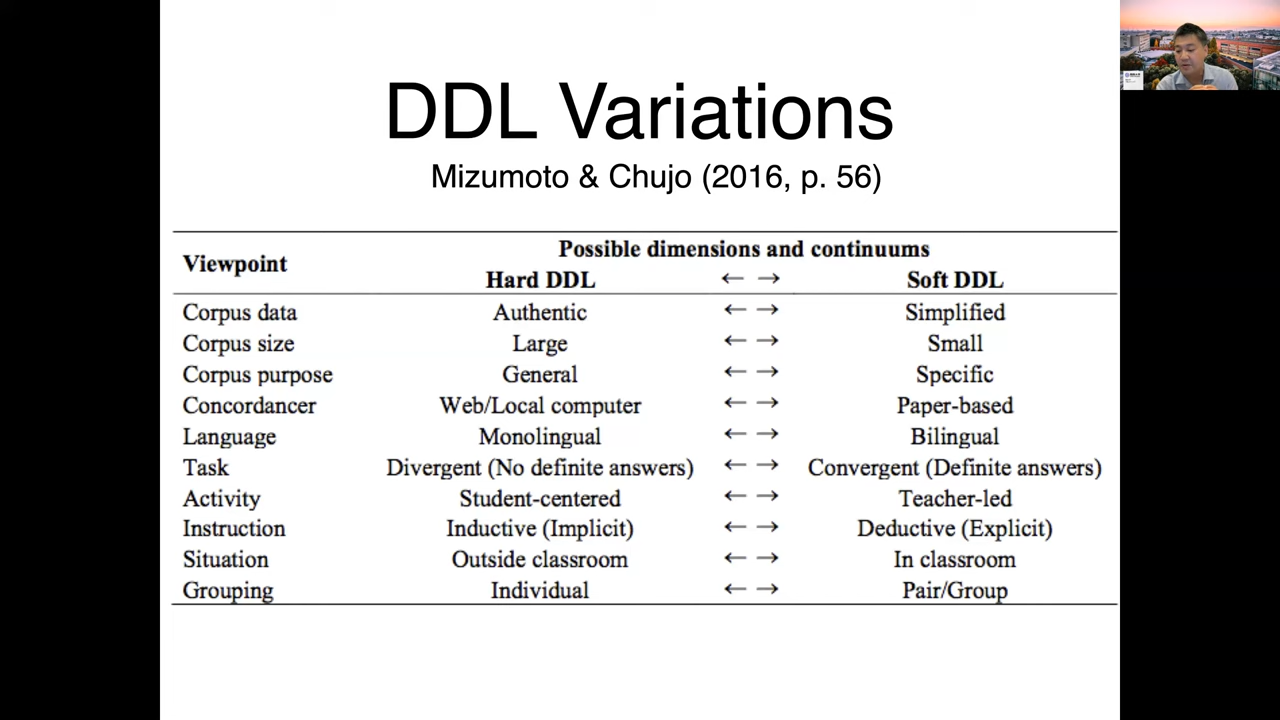 DDL Variations
Mizumoto & Chujo (2016, p. 56)
Viewpoint Possible dimensions and continuums
Hard DDL ← → Soft DDL
Corpus data Authentic ← → Simplified
Corpus size Large ← → Small
Corpus purpose General ← → Specific
Concordancer Web/Local computer ← → Paper-based
Language Monolingual ← → Bilingual
Task Divergent (No definite answers) ← → Convergent (Definite answers)
Activity Student-centered ← → Teacher-led
Instruction Inductive (Implicit) ← → Deductive (Explicit)
Situation Outside classroom ← → In classroom
Grouping Individual ← → Pair/Group